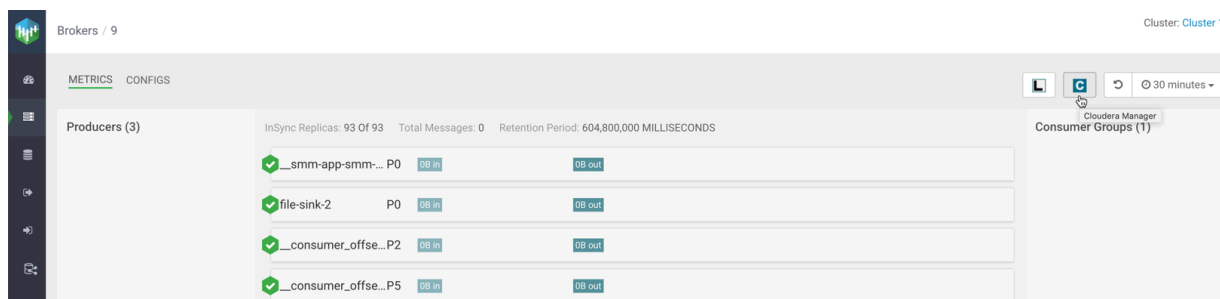 Brokers / 9
Cluster: Cluster
METRICS CONFIGS
L
C
30 minutes
Cloudera Manager
Producers (3)
InSync Replicas: 93 Of 93 Total Messages: 0 Retention Period: 604,800,000 MILLISECONDS
Consumer Groups (1)
__smm-app-smm-... P0 0B in 0B out
file-sink-2 P0 0B in 0B out
__consumer_offse... P2 0B in 0B out
__consumer_offse... P5 0B in 0B out